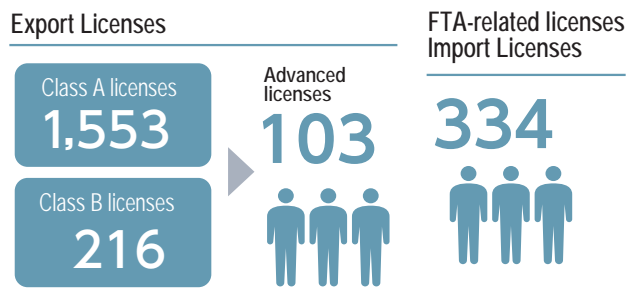 Export Licenses
Class A licenses
1,553
Class B licenses
216
Advanced
licenses
103
FTA-related licenses
Import Licenses
334